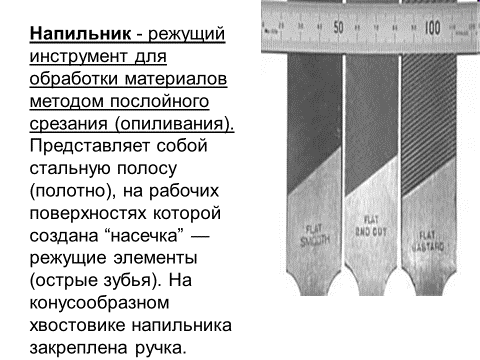 Напильник - режущий
инструмент для
обработки материалов
методом послойного
срезания (опиливания).
Представляет собой
стальную полосу
(полотно), на рабочих
поверхностях которой
создана “насечка” —
режущие элементы
(острые зубья). На
конусообразном
хвостовике напильника
закреплена ручка.
50
100
FLAT
SMOOTH
FLAT
2ND CUT
FLAT
BASTARD